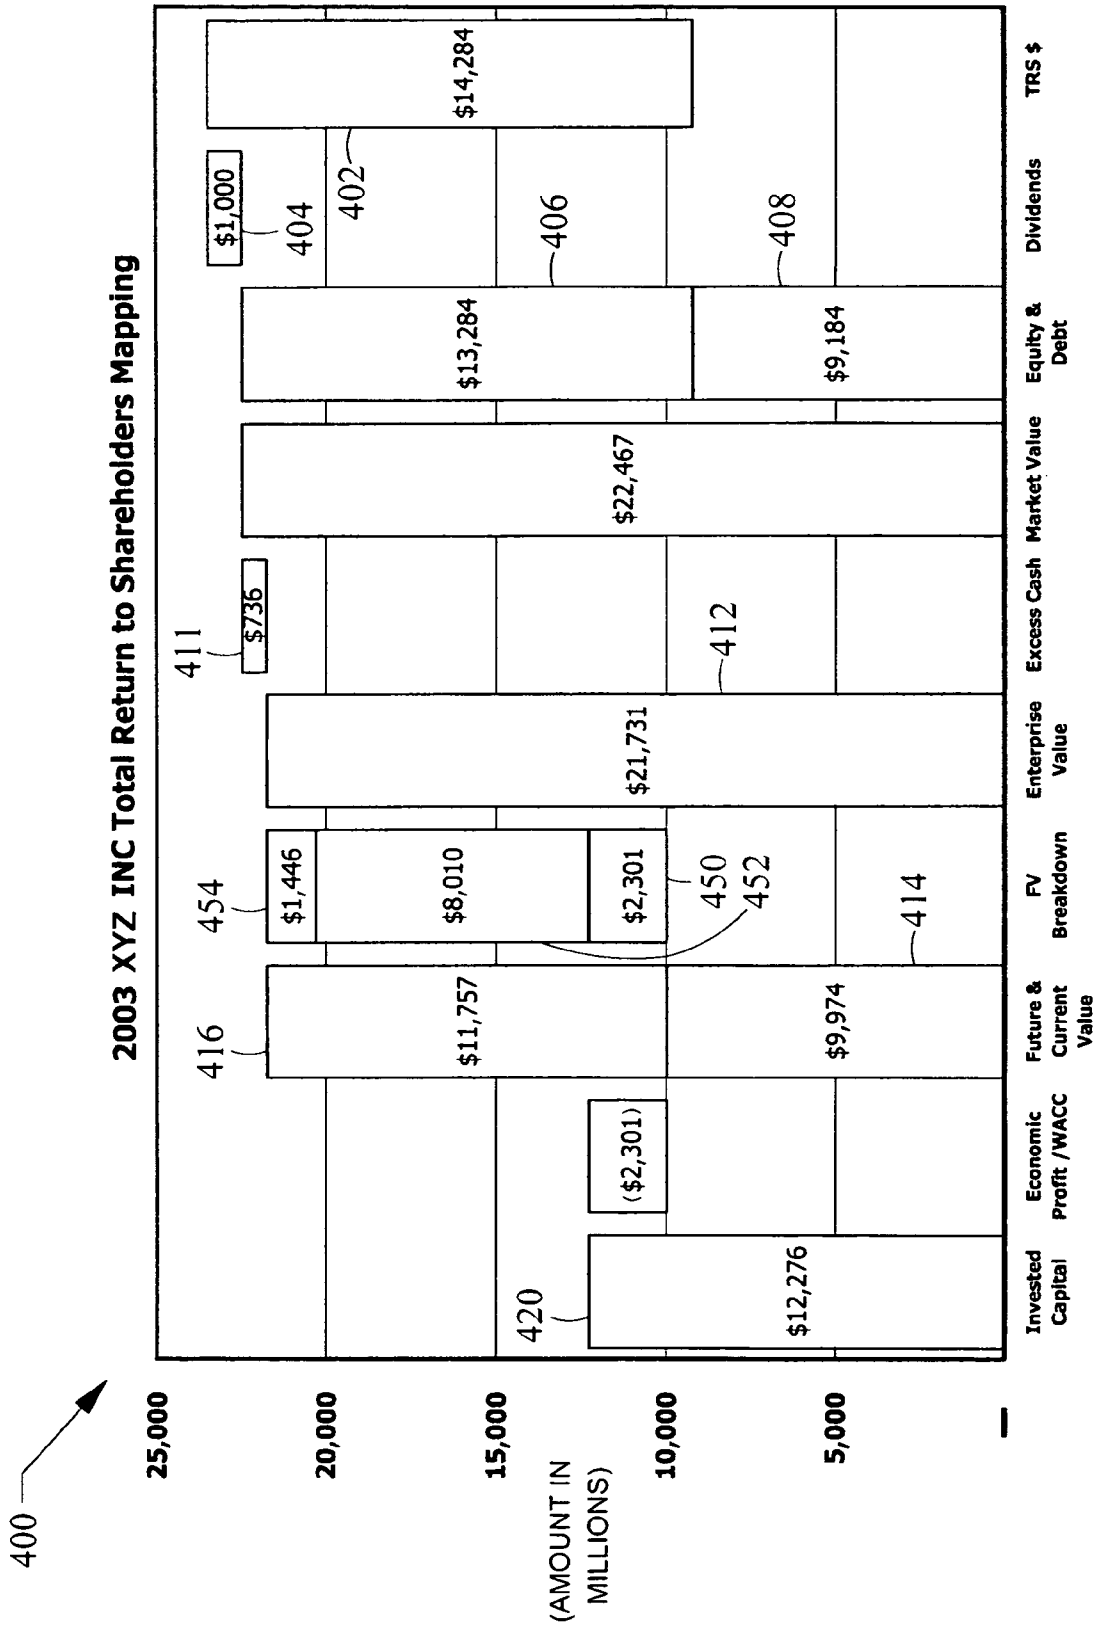 400
2003 XYZ INC Total Return to Shareholders Mapping
(AMOUNT IN
MILLIONS)
25,000
20,000
15,000
10,000
5,000
—
420
$12,276
($2,301)
416
$11,757
$9,974
414
454
$1,446
$8,010
$2,301
450
452
$21,731
412
411
$736
$22,467
$13,284
406
$9,184
408
$1,000
404
$14,284
402
Invested
Capital
Economic
Profit /WACC
Future &
Current
Value
FV
Breakdown
Enterprise
Value
Excess Cash
Market Value
Equity &
Debt
Dividends
TRS $